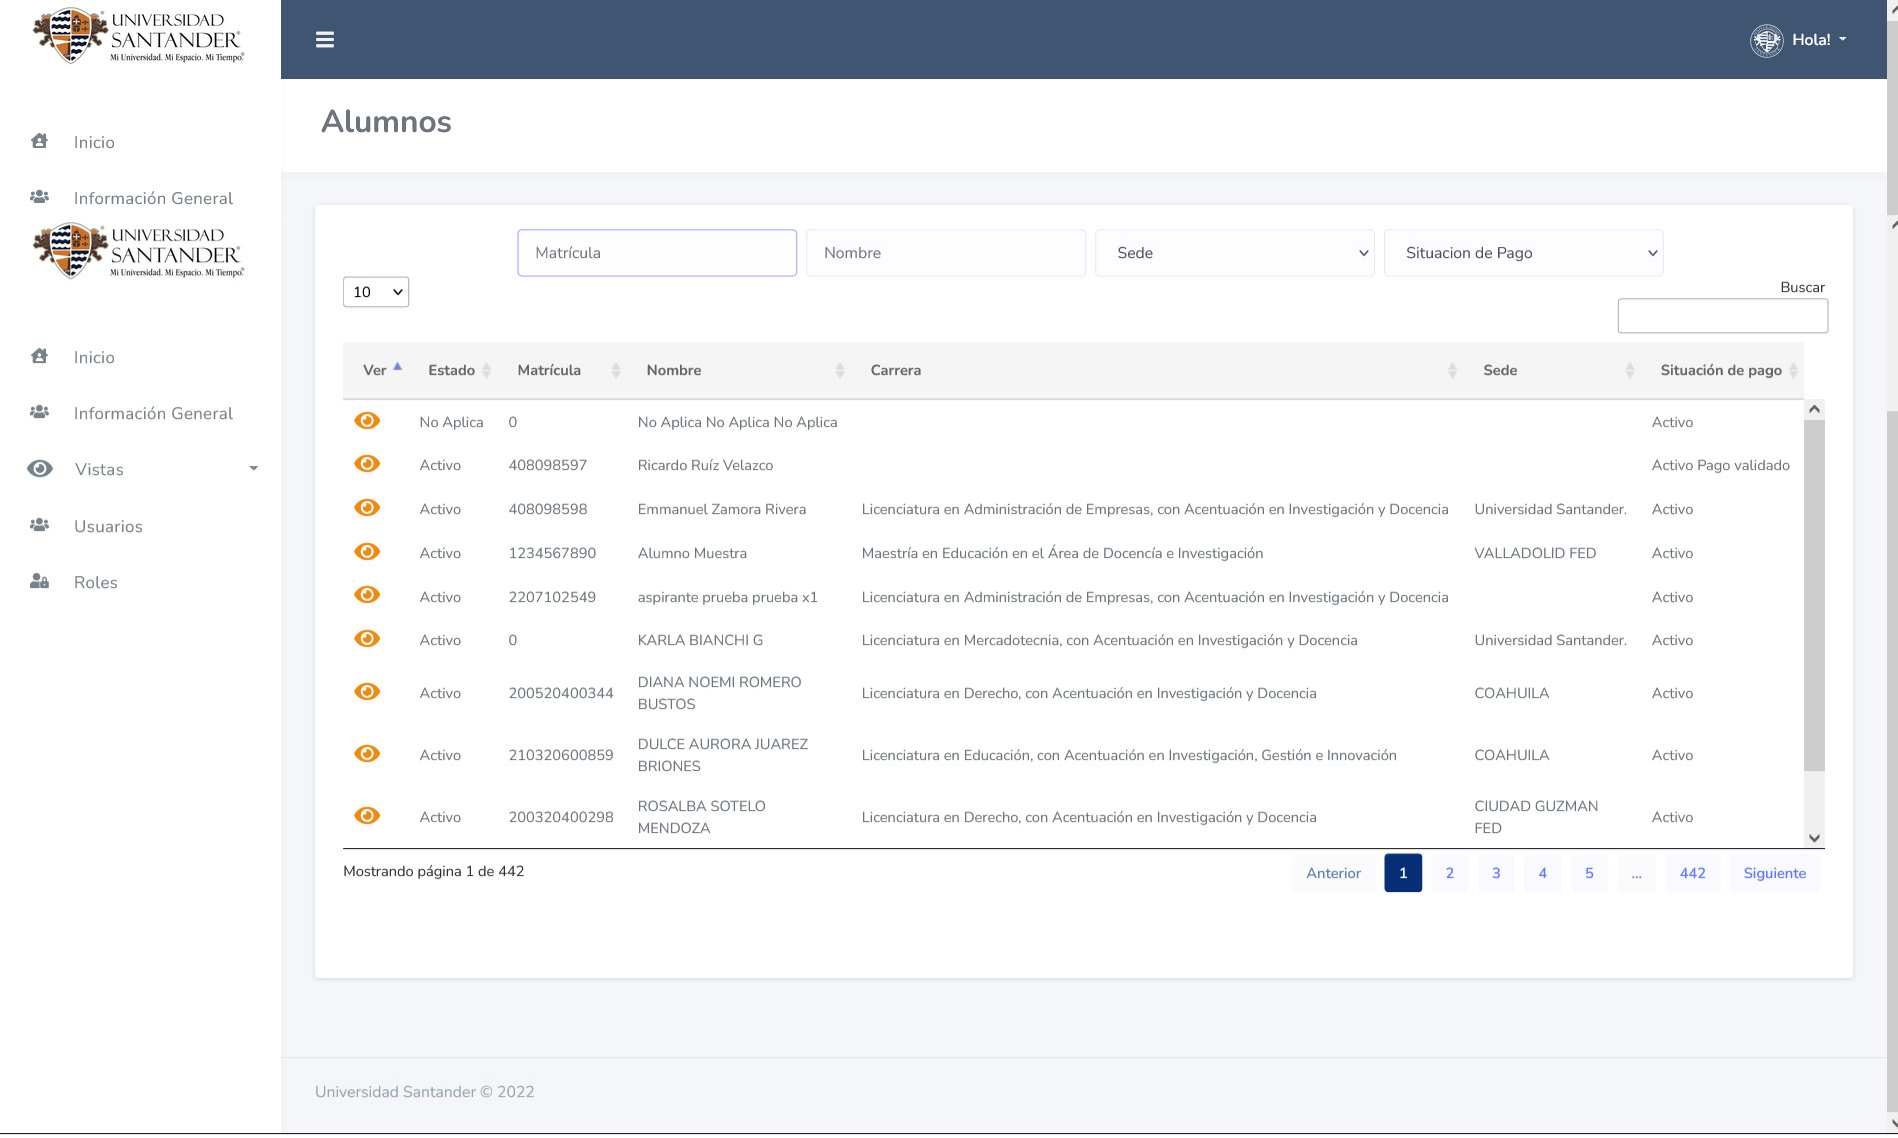 UNIVERSIDAD
SANTANDER
Mi Universidad. Mi Espacio. Mi Tiempo.
Hola!
Alumnos
Inicio
Información General
UNIVERSIDAD
SANTANDER
Mi Universidad. Mi Espacio. Mi Tiempo.
Inicio
Información General
Vistas
Usuarios
Roles
Matrícula Nombre Sede Situacion de Pago
10
Buscar
Ver Estado Matrícula Nombre Carrera Sede Situación de pago
No Aplica 0 No Aplica No Aplica No Aplica Activo
Activo 408098597 Ricardo Ruíz Velazco Activo Pago validado
Activo 408098598 Emmanuel Zamora Rivera Licenciatura en Administración de Empresas, con Acentuación en Investigación y Docencia Universidad Santander. Activo
Activo 1234567890 Alumno Muestra Maestría en Educación en el Área de Docencía e Investigación VALLADOLID FED Activo
Activo 2207102549 aspirante prueba prueba x1 Licenciatura en Administración de Empresas, con Acentuación en Investigación y Docencia Activo
Activo 0 KARLA BIANCHI G Licenciatura en Mercadotecnia, con Acentuación en Investigación y Docencia Universidad Santander. Activo
Activo 200520400344 DIANA NOEMI ROMERO BUSTOS Licenciatura en Derecho, con Acentuación en Investigación y Docencia COAHUILA Activo
Activo 210320600859 DULCE AURORA JUAREZ BRIONES Licenciatura en Educación, con Acentuación en Investigación, Gestión e Innovación COAHUILA Activo
Activo 200320400298 ROSALBA SOTELO MENDOZA Licenciatura en Derecho, con Acentuación en Investigación y Docencia CIUDAD GUZMAN FED Activo
Mostrando página 1 de 442
Anterior 1 2 3 4 5 ... 442 Siguiente
Universidad Santander © 2022